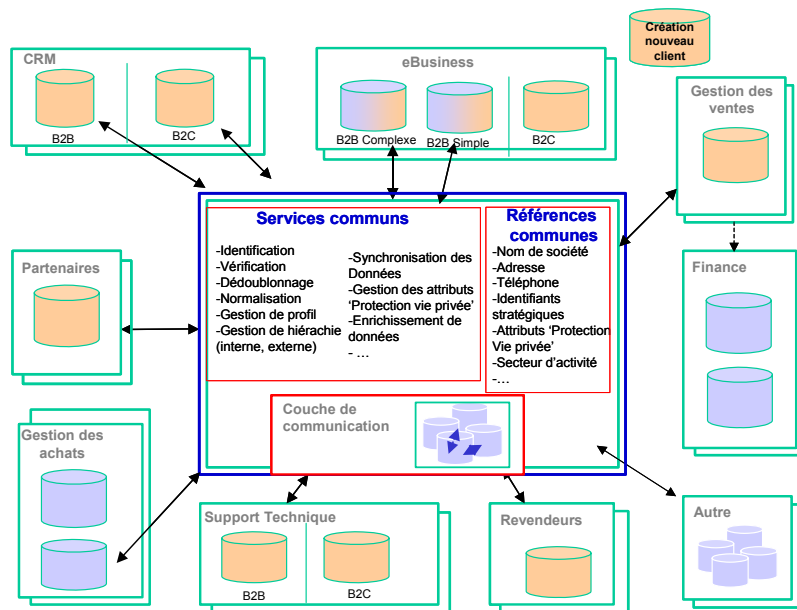 Création
nouveau
client
CRM
B2B
B2C
eBusiness
B2B Complexe
B2B Simple
B2C
Gestion des
ventes
Services communs
-Identification
-Vérification
-Dédoublonnage
-Normalisation
-Gestion de profil
-Gestion de hiérachie
(interne, externe)
-Synchronisation des
Données
-Gestion des attributs
‘Protection vie privée’
-Enrichissement de
données
- …
Références
communes
-Nom de société
-Adresse
-Téléphone
-Identifiants
stratégiques
-Attributs ‘Protection
Vie privée’
-Secteur d’activité
-…
Partenaires
Finance
Couche de
communication
Gestion des
achats
Support Technique
B2B
B2C
Revendeurs
Autre